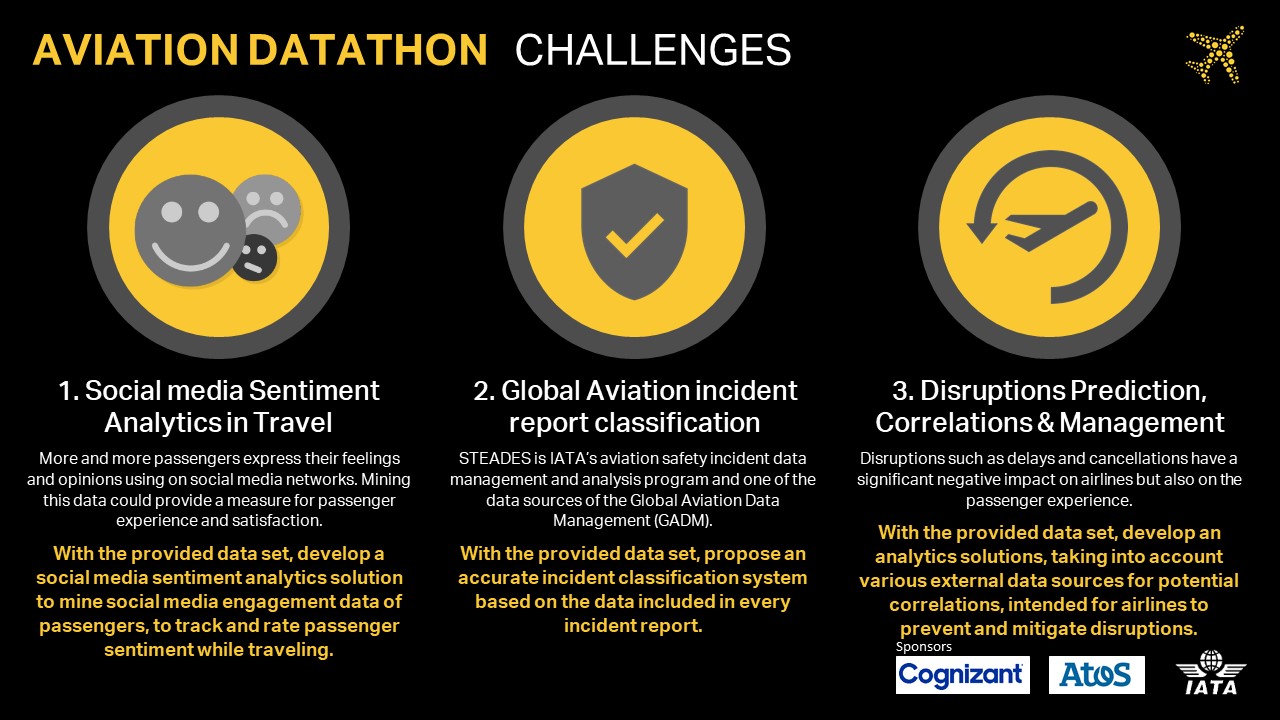 AVIATION DATATHON CHALLENGES
1. Social media Sentiment
Analytics in Travel
More and more passengers express their feelings
and opinions using on social media networks. Mining
this data could provide a measure for passenger
experience and satisfaction.
With the provided data set, develop a
social media sentiment analytics solution
to mine social media engagement data of
passengers, to track and rate passenger
sentiment while traveling.
2. Global Aviation incident
report classification
STEADES is IATA's aviation safety incident data
management and analysis program and one of the
data sources of the Global Aviation Data
Management (GADM).
With the provided data set, propose an
accurate incident classification system
based on the data included in every
incident report.
3. Disruptions Prediction,
Correlations & Management
Disruptions such as delays and cancellations have a
significant negative impact on airlines but also on the
passenger experience.
With the provided data set, develop an
analytics solutions, taking into account
various external data sources for potential
correlations, intended for airlines to
prevent and mitigate disruptions.
Sponsors
Cognizant
Atos
IATA